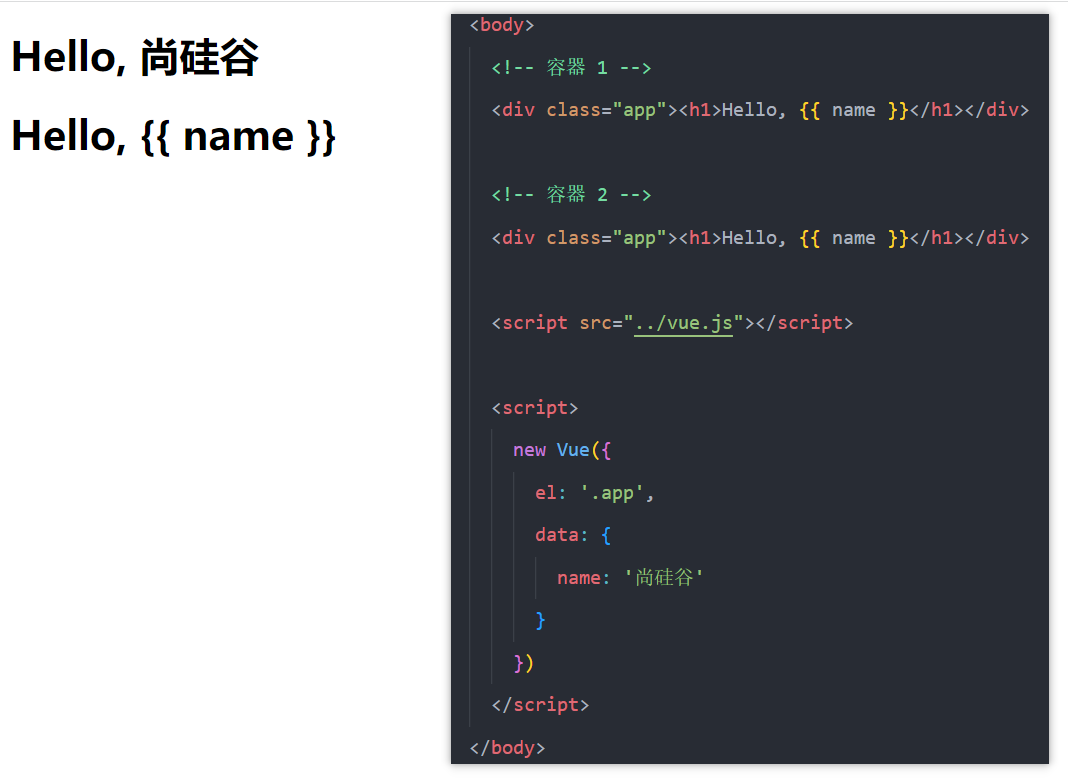 Hello, 尚硅谷
Hello, {{ name }}
<body>
<!-- 容器 1 -->
<div class="app"><h1>Hello, {{ name }}</h1></div>
<!-- 容器 2 -->
<div class="app"><h1>Hello, {{ name }}</h1></div>
<script src="../vue.js"></script>
<script>
new Vue({
el: '.app',
data: {
name: '尚硅谷'
}
})
</script>
</body>